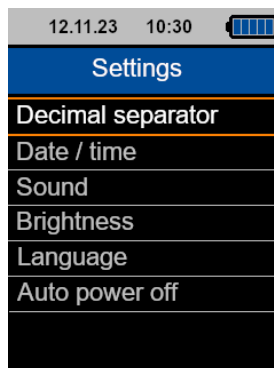 12.11.23 10:30
Settings
Decimal separator
Date / time
Sound
Brightness
Language
Auto power off